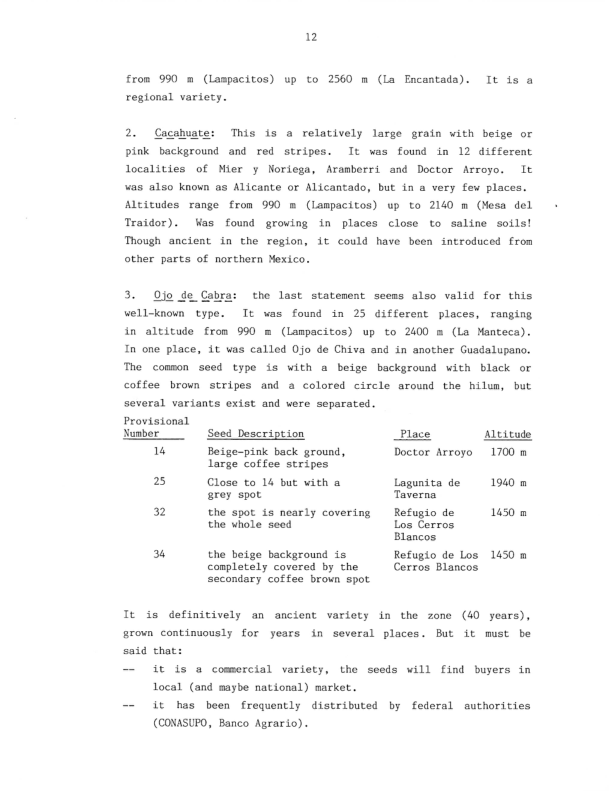 12
from 990 m (Lampacitos) up to 2560 m (La Encantada). It is a
regional variety.
2. Cacahuate: This is a relatively large grain with beige or
pink background and red stripes. It was found in 12 different
localities of Mier y Noriega, Aramberri and Doctor Arroyo. It
was also known as Alicante or Alicantado, but in a very few places.
Altitudes range from 990 m (Lampacitos) up to 2140 m (Mesa del
Traidor). Was found growing in places close to saline soils!
Though ancient in the region, it could have been introduced from
other parts of northern Mexico.
3. Ojo de Cabra: the last statement seems also valid for this
well-known type. It was found in 25 different places, ranging
in altitude from 990 m (Lampacitos) up to 2400 m (La Manteca).
In one place, it was called Ojo de Chiva and in another Guadalupano.
The common seed type is with a beige background with black or
coffee brown stripes and a colored circle around the hilum, but
several variants exist and were separated.
Provisional
Number Seed Description Place Altitude
14 Beige-pink back ground, Doctor Arroyo 1700 m
large coffee stripes
25 Close to 14 but with a Lagunita de 1940 m
grey spot Taverna
32 the spot is nearly covering Refugio de 1450 m
the whole seed Los Cerros
Blancos
34 the beige background is Refugio de Los 1450 m
completely covered by the Cerros Blancos
secondary coffee brown spot
It is definitively an ancient variety in the zone (40 years),
grown continuously for years in several places. But it must be
said that:
-- it is a commercial variety, the seeds will find buyers in
local (and maybe national) market.
-- it has been frequently distributed by federal authorities
(CONASUPO, Banco Agrario).